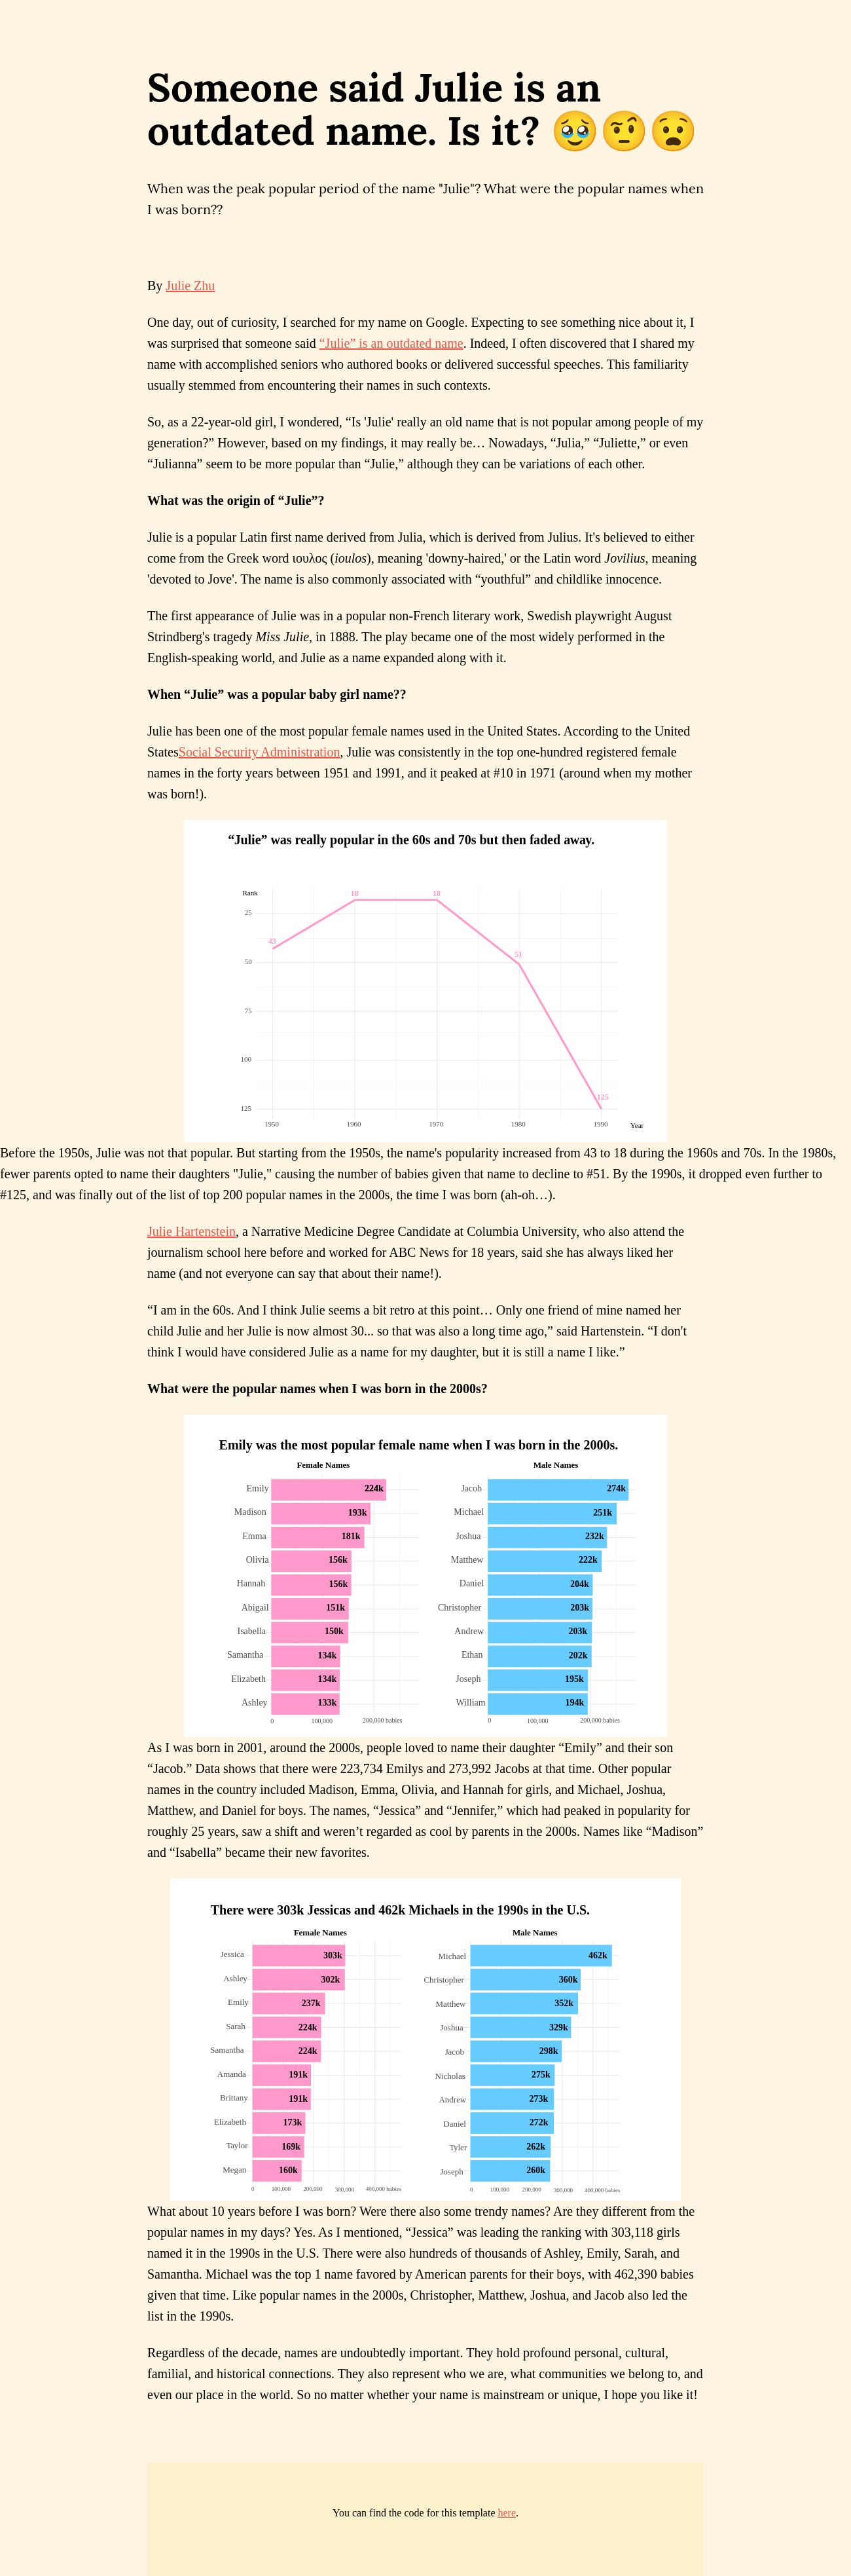 Someone said Julie is an
outdated name. Is it? 🥹🤨😧
When was the peak popular period of the name "Julie"? What were the popular names when
I was born??
By Julie Zhu
One day, out of curiosity, I searched for my name on Google. Expecting to see something nice about it, I
was surprised that someone said “Julie” is an outdated name. Indeed, I often discovered that I shared my
name with accomplished seniors who authored books or delivered successful speeches. This familiarity
usually stemmed from encountering their names in such contexts.
So, as a 22-year-old girl, I wondered, “Is 'Julie' really an old name that is not popular among people of my
generation?” However, based on my findings, it may really be… Nowadays, “Julia,” “Juliette,” or even
“Julianna” seem to be more popular than “Julie,” although they can be variations of each other.
What was the origin of “Julie”?
Julie is a popular Latin first name derived from Julia, which is derived from Julius. It's believed to either
come from the Greek word ιουλος (ioulos), meaning 'downy-haired,' or the Latin word Jovilius, meaning
'devoted to Jove'. The name is also commonly associated with “youthful” and childlike innocence.
The first appearance of Julie was in a popular non-French literary work, Swedish playwright August
Strindberg's tragedy Miss Julie, in 1888. The play became one of the most widely performed in the
English-speaking world, and Julie as a name expanded along with it.
When “Julie” was a popular baby girl name??
Julie has been one of the most popular female names used in the United States. According to the United
StatesSocial Security Administration, Julie was consistently in the top one-hundred registered female
names in the forty years between 1951 and 1991, and it peaked at #10 in 1971 (around when my mother
was born!).
“Julie” was really popular in the 60s and 70s but then faded away.
Rank
18 18
25
43
50
51
75
100
125
125
1950 1960 1970 1980 1990 Year
Before the 1950s, Julie was not that popular. But starting from the 1950s, the name's popularity increased from 43 to 18 during the 1960s and 70s. In the 1980s,
fewer parents opted to name their daughters "Julie," causing the number of babies given that name to decline to #51. By the 1990s, it dropped even further to
#125, and was finally out of the list of top 200 popular names in the 2000s, the time I was born (ah-oh…).
Julie Hartenstein, a Narrative Medicine Degree Candidate at Columbia University, who also attend the
journalism school here before and worked for ABC News for 18 years, said she has always liked her
name (and not everyone can say that about their name!).
“I am in the 60s. And I think Julie seems a bit retro at this point… Only one friend of mine named her
child Julie and her Julie is now almost 30... so that was also a long time ago,” said Hartenstein. “I don't
think I would have considered Julie as a name for my daughter, but it is still a name I like.”
What were the popular names when I was born in the 2000s?
Emily was the most popular female name when I was born in the 2000s.
Female Names Male Names
Emily 224k Jacob 274k
Madison 193k Michael 251k
Emma 181k Joshua 232k
Olivia 156k Matthew 222k
Hannah 156k Daniel 204k
Abigail 151k Christopher 203k
Isabella 150k Andrew 203k
Samantha 134k Ethan 202k
Elizabeth 134k Joseph 195k
Ashley 133k William 194k
0 100,000 200,000 babies 0 100,000 200,000 babies
As I was born in 2001, around the 2000s, people loved to name their daughter “Emily” and their son
“Jacob.” Data shows that there were 223,734 Emilys and 273,992 Jacobs at that time. Other popular
names in the country included Madison, Emma, Olivia, and Hannah for girls, and Michael, Joshua,
Matthew, and Daniel for boys. The names, “Jessica” and “Jennifer,” which had peaked in popularity for
roughly 25 years, saw a shift and weren’t regarded as cool by parents in the 2000s. Names like “Madison”
and “Isabella” became their new favorites.
There were 303k Jessicas and 462k Michaels in the 1990s in the U.S.
Female Names Male Names
Jessica 303k Michael 462k
Ashley 302k Christopher 360k
Emily 237k Matthew 352k
Sarah 224k Joshua 329k
Samantha 224k Jacob 298k
Amanda 191k Nicholas 275k
Brittany 191k Andrew 273k
Elizabeth 173k Daniel 272k
Taylor 169k Tyler 262k
Megan 160k Joseph 260k
0 100,000 200,000 300,000 400,000 babies 0 100,000 200,000 300,000 400,000 babies
What about 10 years before I was born? Were there also some trendy names? Are they different from the
popular names in my days? Yes. As I mentioned, “Jessica” was leading the ranking with 303,118 girls
named it in the 1990s in the U.S. There were also hundreds of thousands of Ashley, Emily, Sarah, and
Samantha. Michael was the top 1 name favored by American parents for their boys, with 462,390 babies
given that time. Like popular names in the 2000s, Christopher, Matthew, Joshua, and Jacob also led the
list in the 1990s.
Regardless of the decade, names are undoubtedly important. They hold profound personal, cultural,
familial, and historical connections. They also represent who we are, what communities we belong to, and
even our place in the world. So no matter whether your name is mainstream or unique, I hope you like it!
You can find the code for this template here.